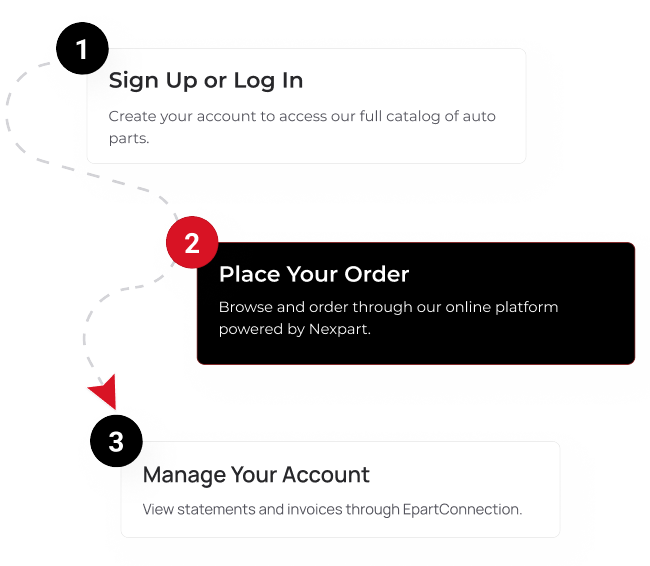 1
Sign Up or Log In
Create your account to access our full catalog of auto
parts.
2
Place Your Order
Browse and order through our online platform
powered by Nexpart.
3
Manage Your Account
View statements and invoices through EpartConnection.